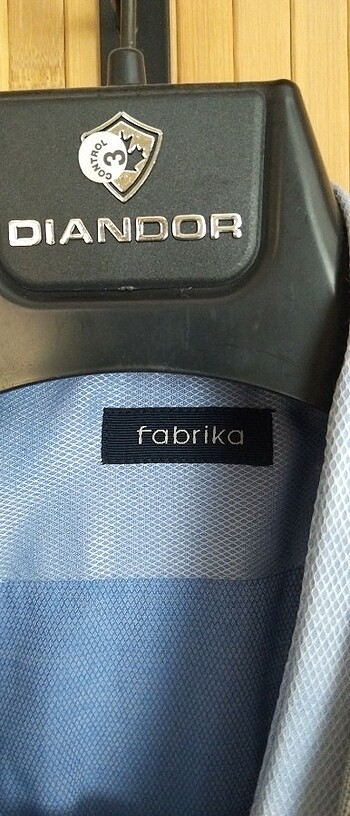 CONTROL
3
DIANDOR
fabrika